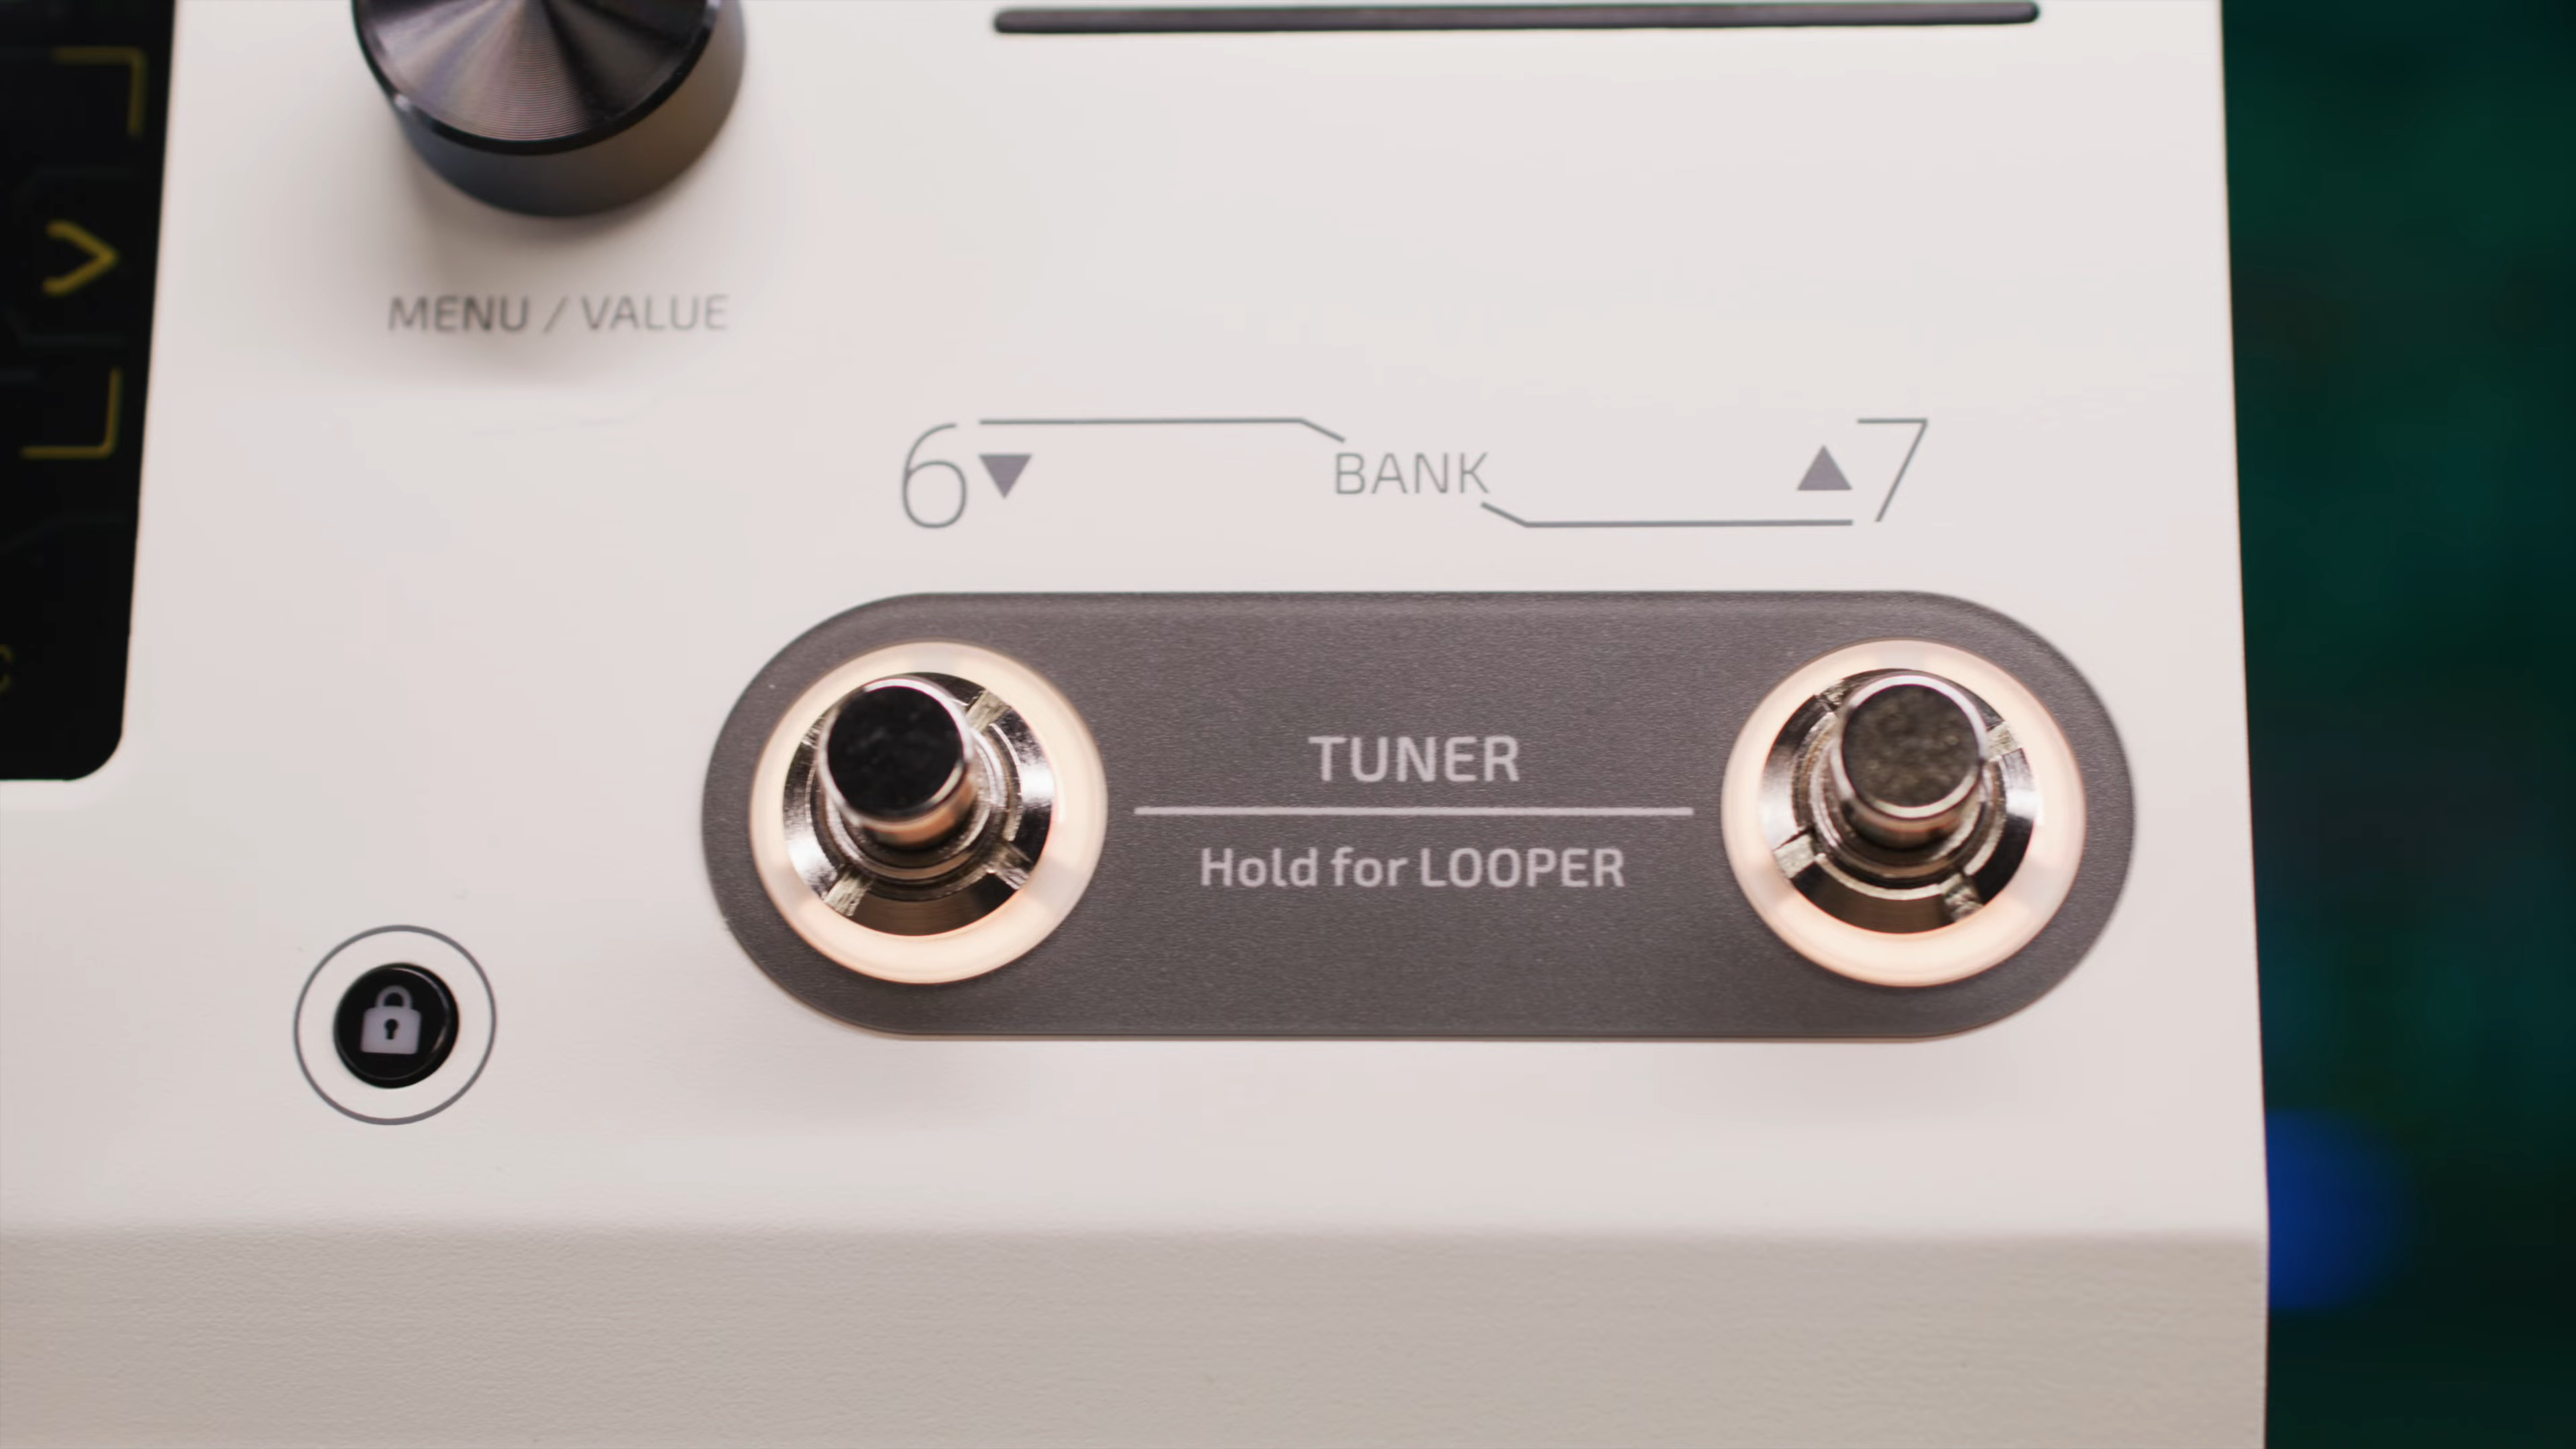 MENU / VALUE
6 ▼ BANK ▲ 7
TUNER
Hold for LOOPER